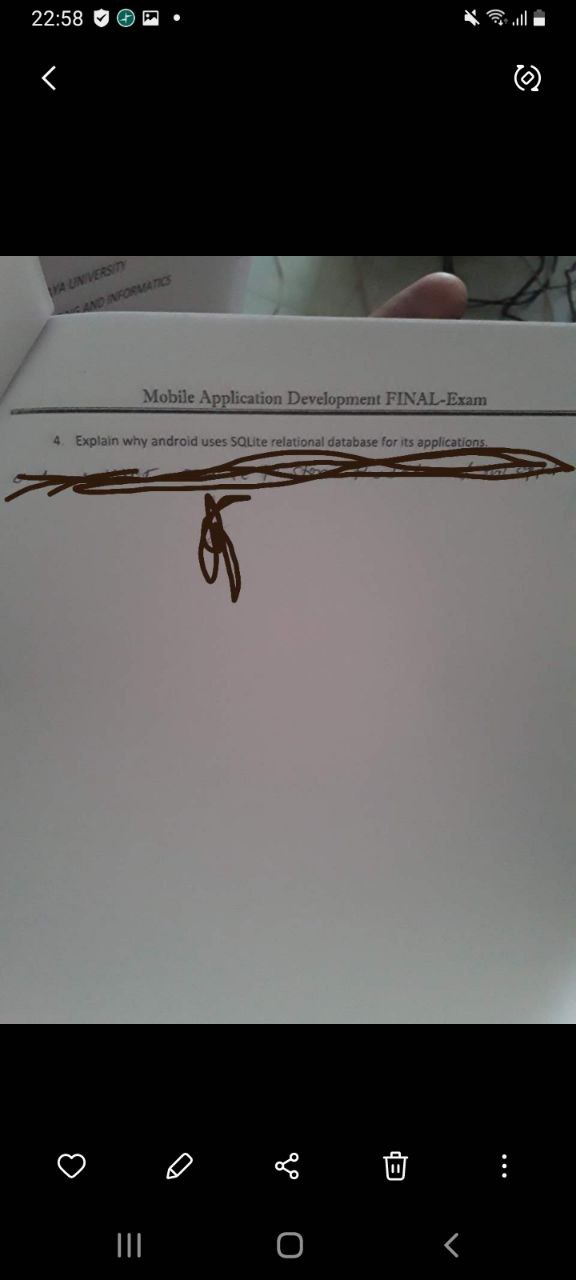 22:58
YA UNIVERSITY
AND INFORMATICS
Mobile Application Development FINAL-Exam
4. Explain why android uses SQLite relational database for its applications.